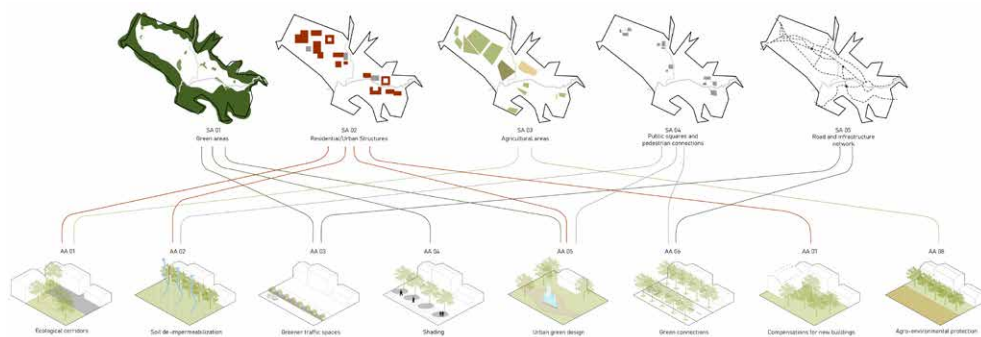 SA 01
Green areas
SA 02
Residential/Urban Structures
SA 03
Agricultural areas
SA 04
Public squares and
pedestrian connections
SA 05
Road and infrastructure
network
AA 01
AA 02
AA 03
AA 04
AA 05
AA 06
AA 07
AA 08
Ecological corridors
Soil de-impermeabilization
Greener traffic spaces
Shading
Urban green design
Green connections
Compensations for new buildings
Agro-environmental protection